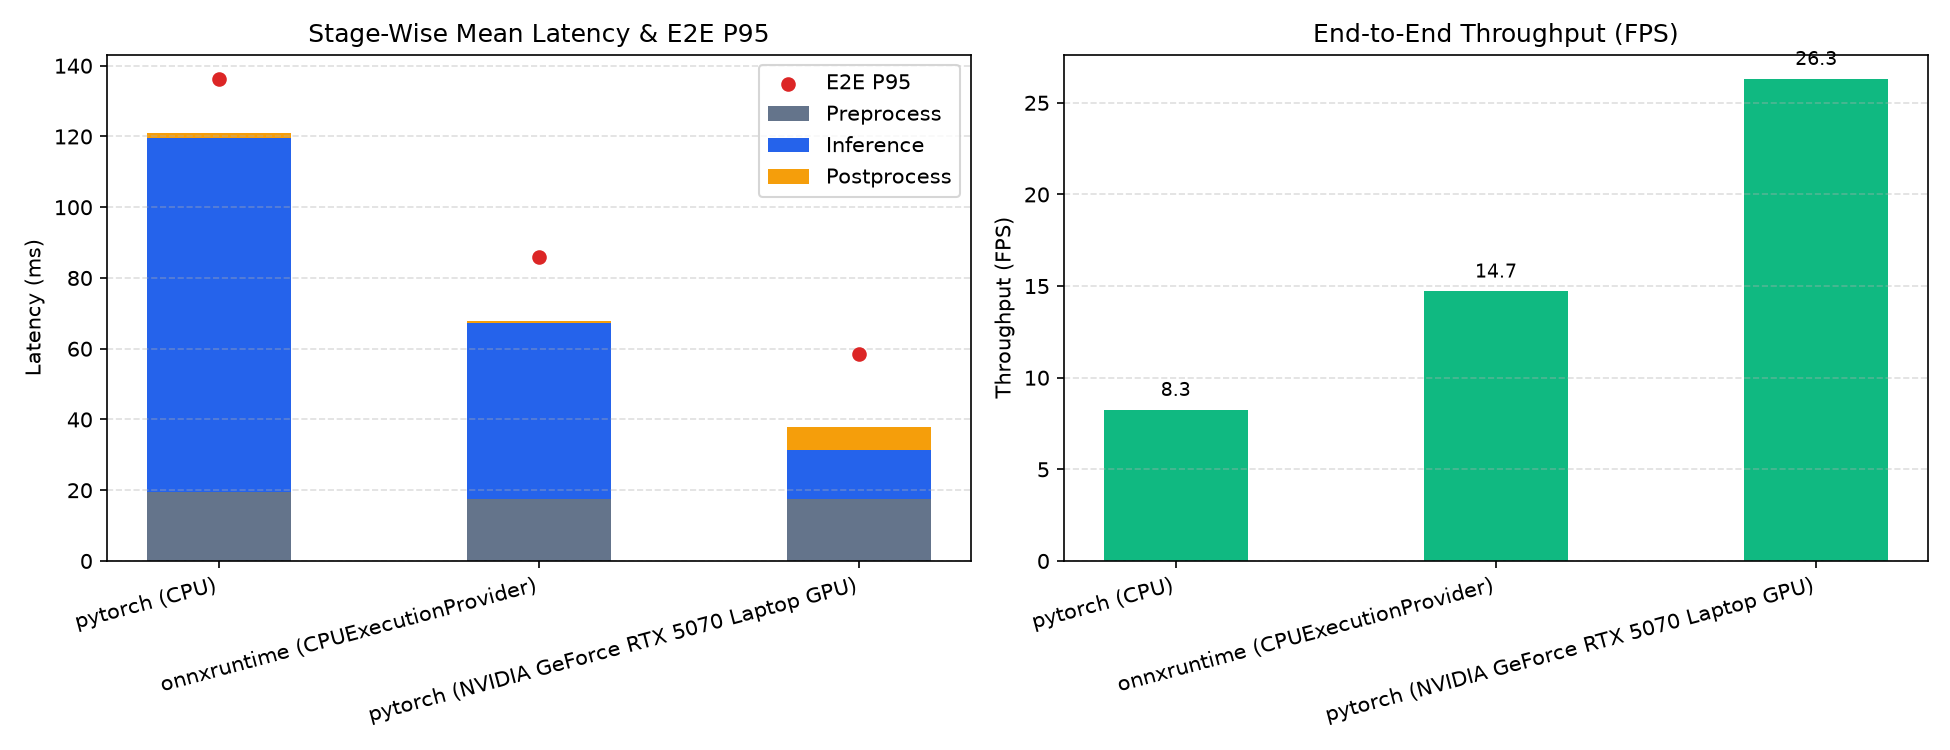 Stage-Wise Mean Latency & E2E P95
Latency (ms)
140
120
100
80
60
40
20
0
E2E P95
Preprocess
Inference
Postprocess
pytorch (CPU)
onnxruntime (CPUExecutionProvider)
pytorch (NVIDIA GeForce RTX 5070 Laptop GPU)
End-to-End Throughput (FPS)
Throughput (FPS)
25
20
15
10
5
0
8.3
14.7
26.3
pytorch (CPU)
onnxruntime (CPUExecutionProvider)
pytorch (NVIDIA GeForce RTX 5070 Laptop GPU)